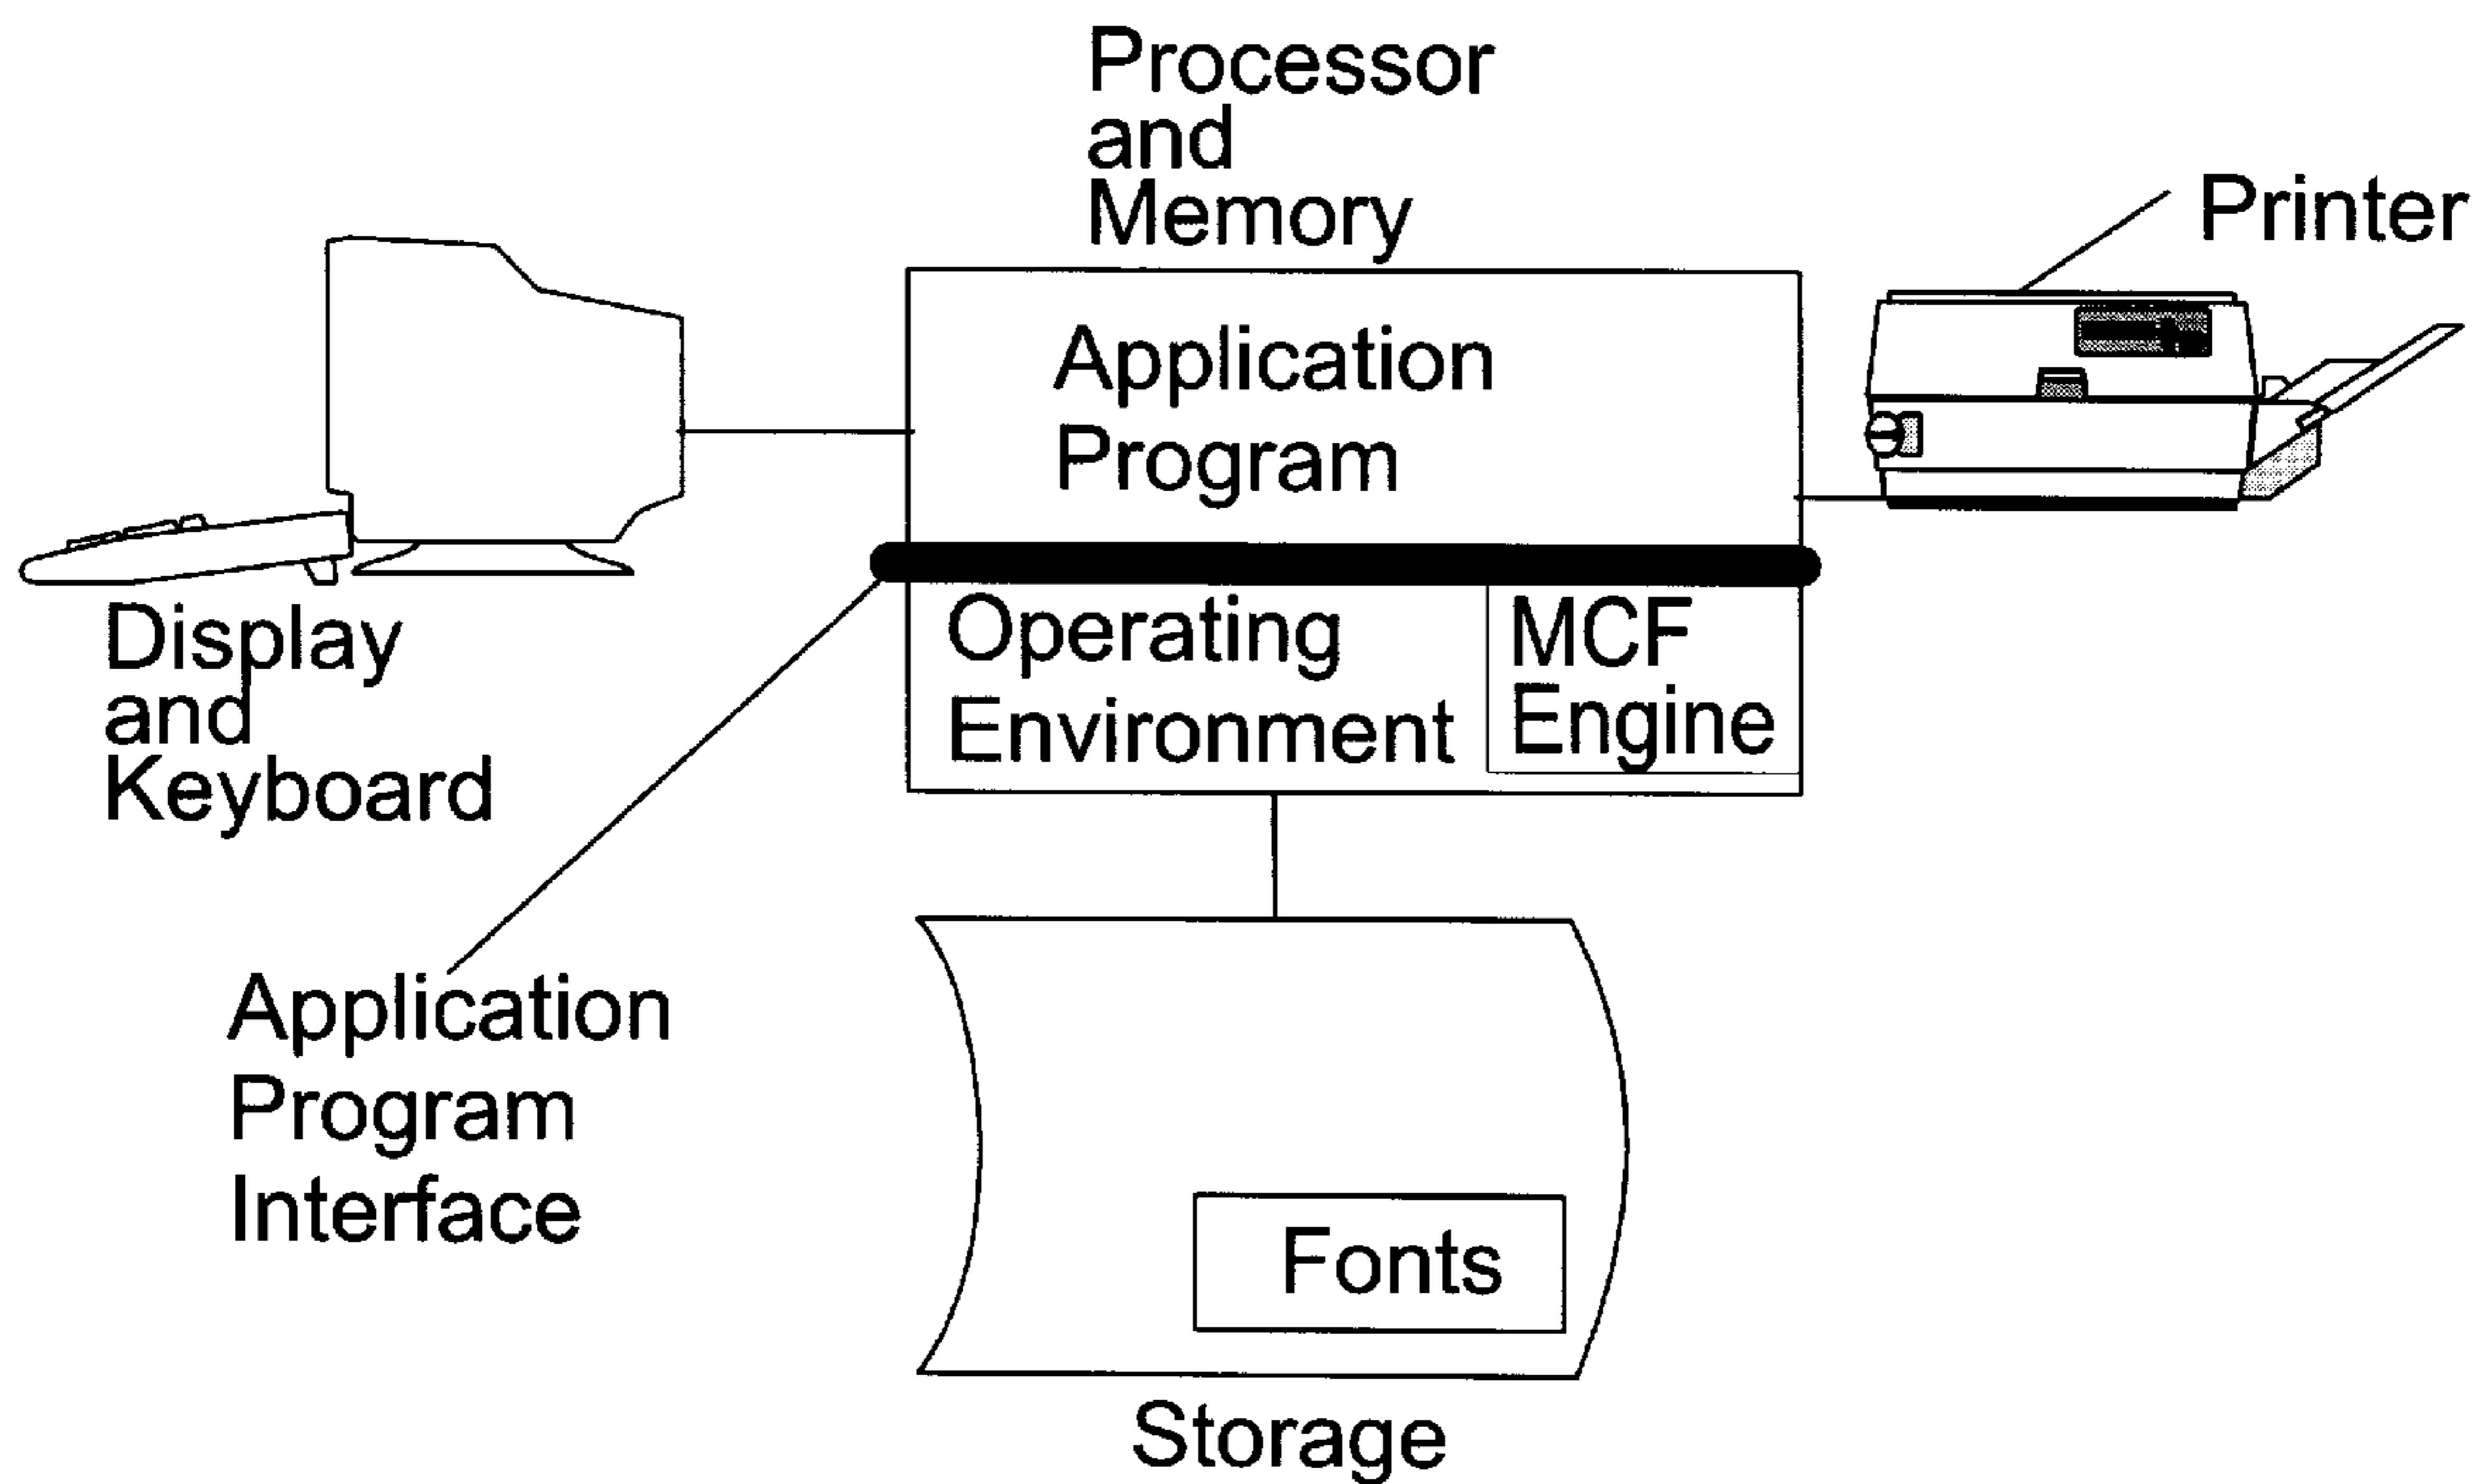 Processor
and
Memory
Printer
Application
Program
Display
and
Keyboard
Operating
Environment
MCF
Engine
Application
Program
Interface
Fonts
Storage